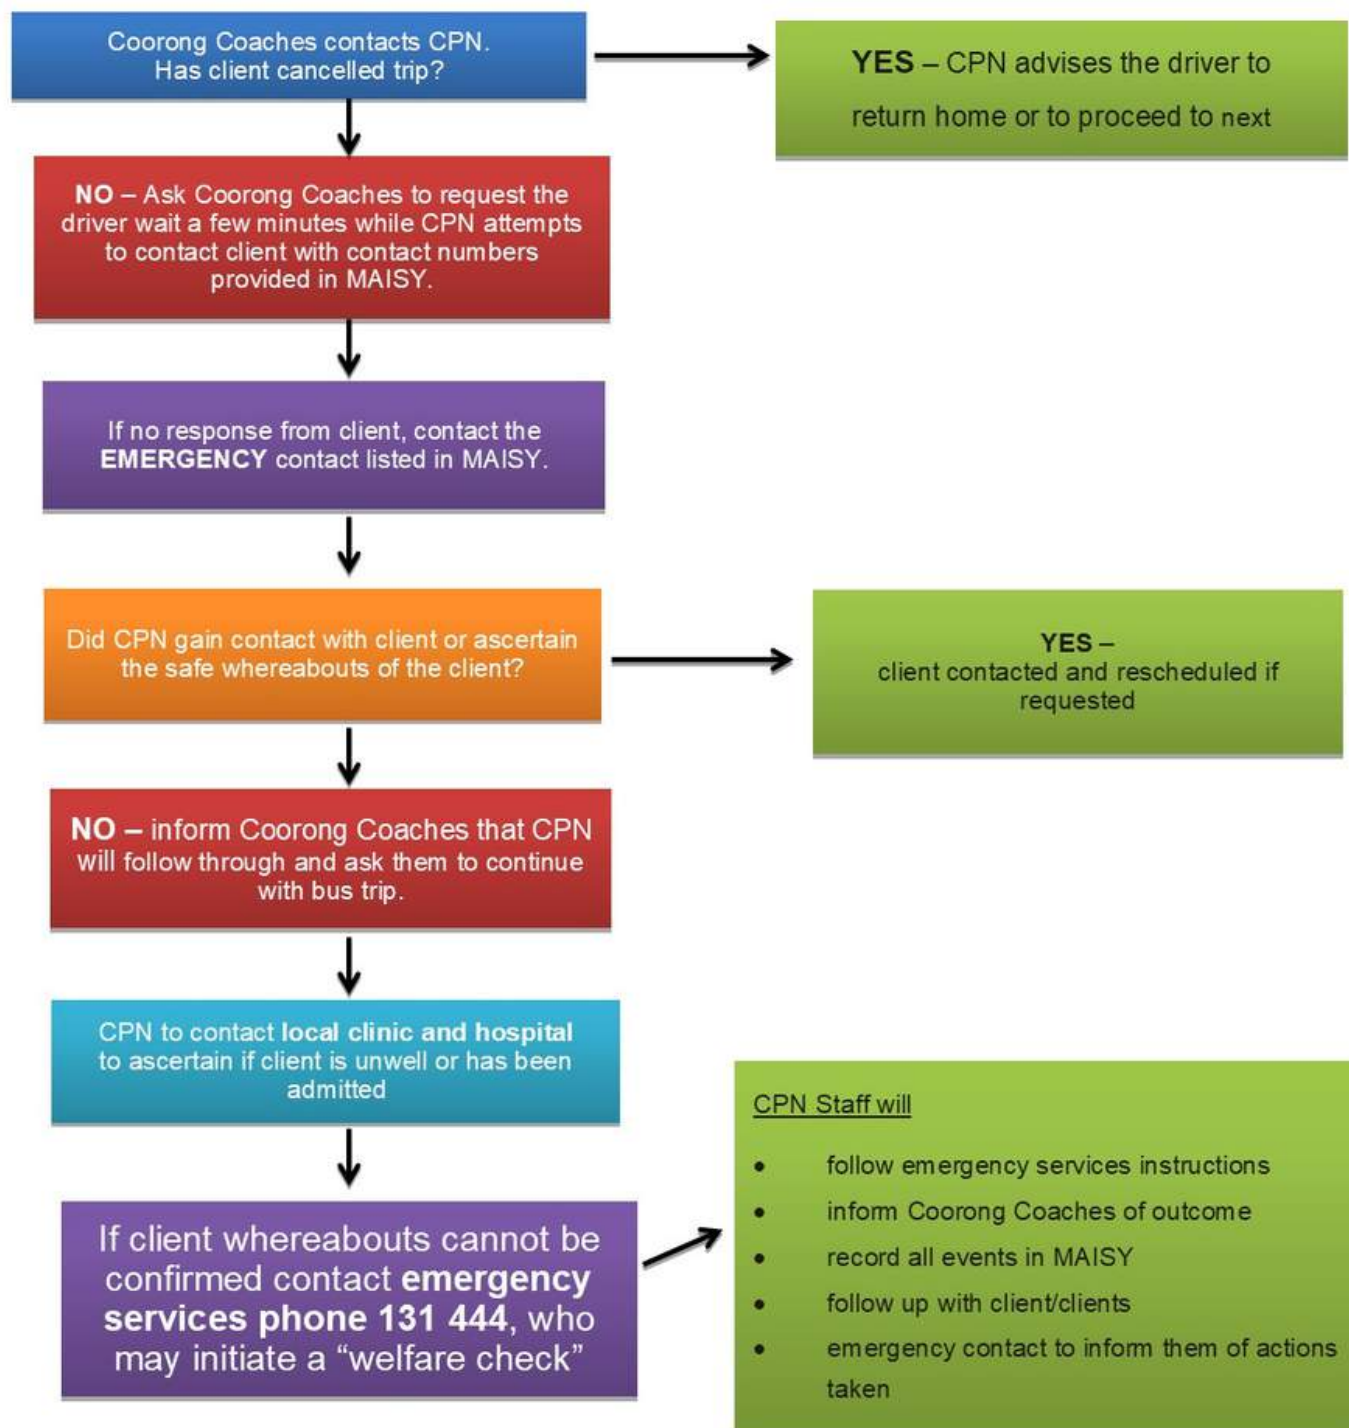 Coorong Coaches contacts CPN.
Has client cancelled trip?
YES – CPN advises the driver to
return home or to proceed to next
NO – Ask Coorong Coaches to request the
driver wait a few minutes while CPN attempts
to contact client with contact numbers
provided in MAISY.
If no response from client, contact the
EMERGENCY contact listed in MAISY.
Did CPN gain contact with client or ascertain
the safe whereabouts of the client?
YES –
client contacted and rescheduled if
requested
NO – inform Coorong Coaches that CPN
will follow through and ask them to continue
with bus trip.
CPN to contact local clinic and hospital
to ascertain if client is unwell or has been
admitted
If client whereabouts cannot be
confirmed contact emergency
services phone 131 444, who
may initiate a “welfare check”
CPN Staff will
• follow emergency services instructions
• inform Coorong Coaches of outcome
• record all events in MAISY
• follow up with client/clients
• emergency contact to inform them of actions
taken